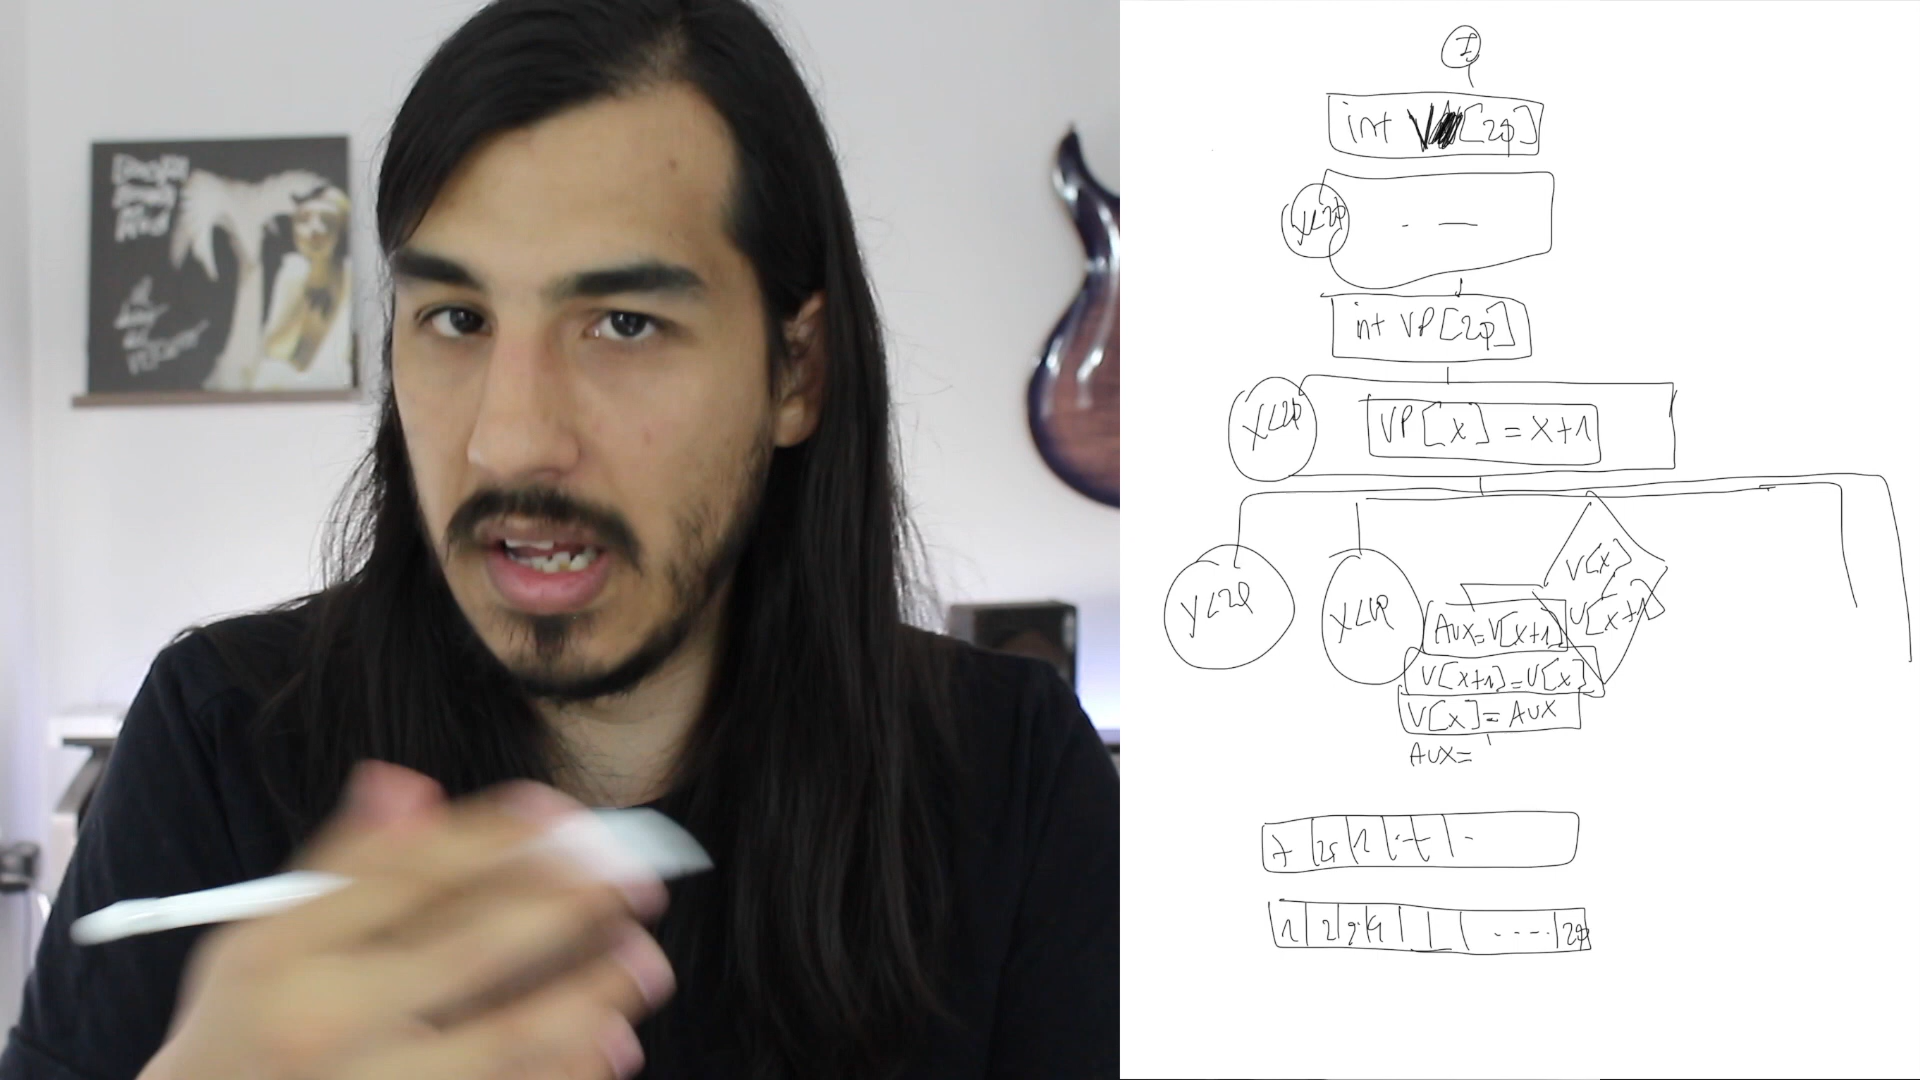 I
int V [20]
X<20
. —
int VP[20]
X<20
VP[X] = X+1
Y<20
X<19
V[X]
V[X+1]
AUX=V[X+1]
V[X+1]=V[X]
V[X]=AUX
AUX=
7 25 1
1 2 3 4 ..... 20